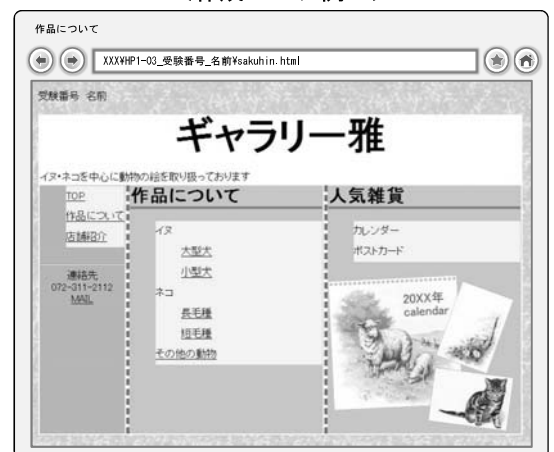 作品について
XXX¥HP1-03_受験番号_名前¥sakuhin.html
受験番号 名前
ギャラリー雅
イヌ・ネコを中心に動物の絵を取り扱っております
TOP
作品について
店舗紹介
連絡先
072-311-2112
MAIL
作品について
イヌ
大型犬
小型犬
ネコ
長毛種
短毛種
その他の動物
人気雑貨
カレンダー
ポストカード
20XX年
calendar